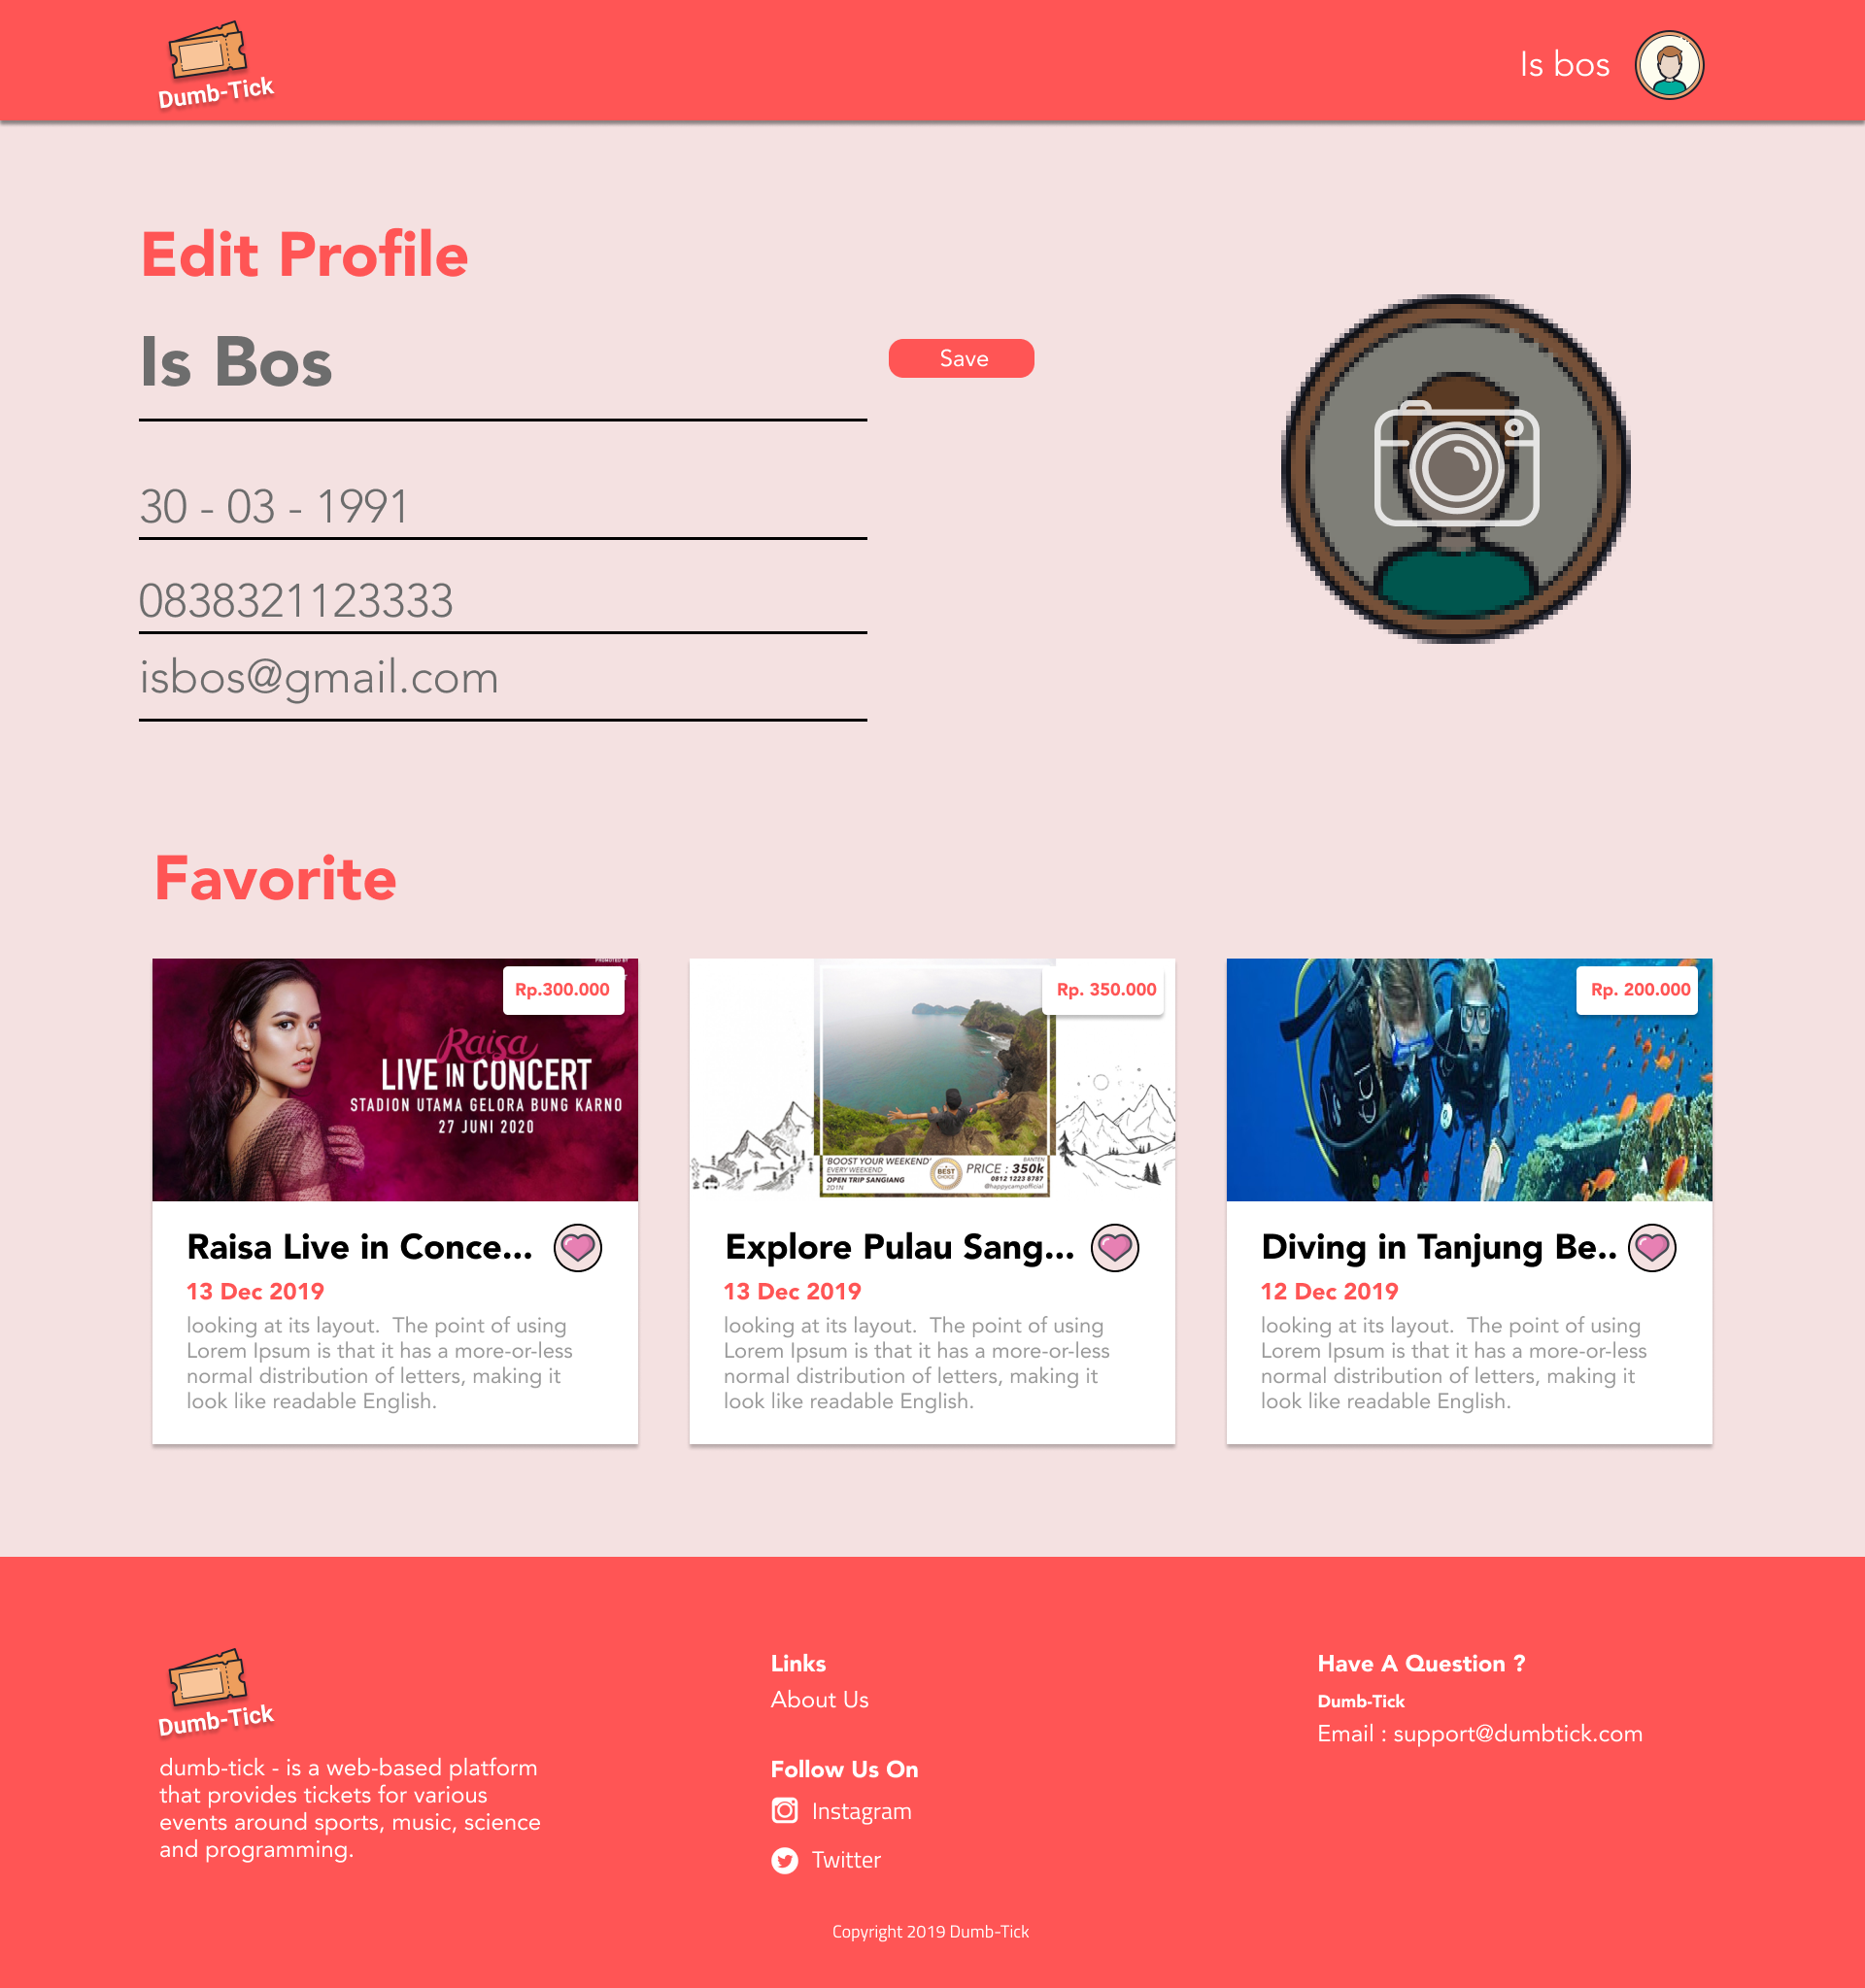 Dumb-Tick
Is bos
Edit Profile
Is Bos
Save
30 - 03 - 1991
0838321123333
isbos@gmail.com
Favorite
PROMOTED BY
Rp.300.000
Raisa
LIVE IN CONCERT
STADION UTAMA GELORA BUNG KARNO
27 JUNI 2020
Raisa Live in Conce...
13 Dec 2019
looking at its layout.  The point of using
Lorem Ipsum is that it has a more-or-less
normal distribution of letters, making it
look like readable English.
Rp. 350.000
'BOOST YOUR WEEKEND'
EVERY WEEKEND
OPEN TRIP SANGIANG
2D1N
BEST
CHOICE
BANTEN
PRICE : 350k
0812 1223 8787
@happycampofficial
Explore Pulau Sang...
13 Dec 2019
looking at its layout.  The point of using
Lorem Ipsum is that it has a more-or-less
normal distribution of letters, making it
look like readable English.
Rp. 200.000
Diving in Tanjung Be..
12 Dec 2019
looking at its layout.  The point of using
Lorem Ipsum is that it has a more-or-less
normal distribution of letters, making it
look like readable English.
Dumb-Tick
dumb-tick - is a web-based platform
that provides tickets for various
events around sports, music, science
and programming.
Links
About Us
Follow Us On
Instagram
Twitter
Have A Question ?
Dumb-Tick
Email : support@dumbtick.com
Copyright 2019 Dumb-Tick